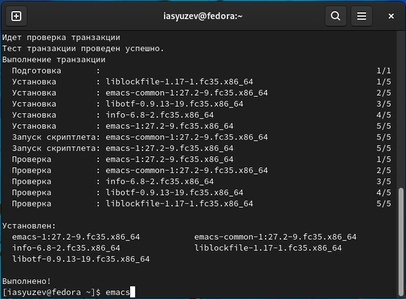 iasyuzev@fedora:~
Идет проверка транзакции
Тест транзакции проведен успешно.
Выполнение транзакции
Подготовка : 1/1
Установка : liblockfile-1.17-1.fc35.x86_64 1/5
Установка : emacs-common-1:27.2-9.fc35.x86_64 2/5
Установка : libotf-0.9.13-19.fc35.x86_64 3/5
Установка : info-6.8-2.fc35.x86_64 4/5
Установка : emacs-1:27.2-9.fc35.x86_64 5/5
Запуск скриптлета: emacs-common-1:27.2-9.fc35.x86_64 5/5
Запуск скриптлета: emacs-1:27.2-9.fc35.x86_64 5/5
Проверка : emacs-1:27.2-9.fc35.x86_64 1/5
Проверка : emacs-common-1:27.2-9.fc35.x86_64 2/5
Проверка : info-6.8-2.fc35.x86_64 3/5
Проверка : libotf-0.9.13-19.fc35.x86_64 4/5
Проверка : liblockfile-1.17-1.fc35.x86_64 5/5
Установлен:
emacs-1:27.2-9.fc35.x86_64 emacs-common-1:27.2-9.fc35.x86_64
info-6.8-2.fc35.x86_64 liblockfile-1.17-1.fc35.x86_64
libotf-0.9.13-19.fc35.x86_64
Выполнено!
[iasyuzev@fedora ~]$ emacs